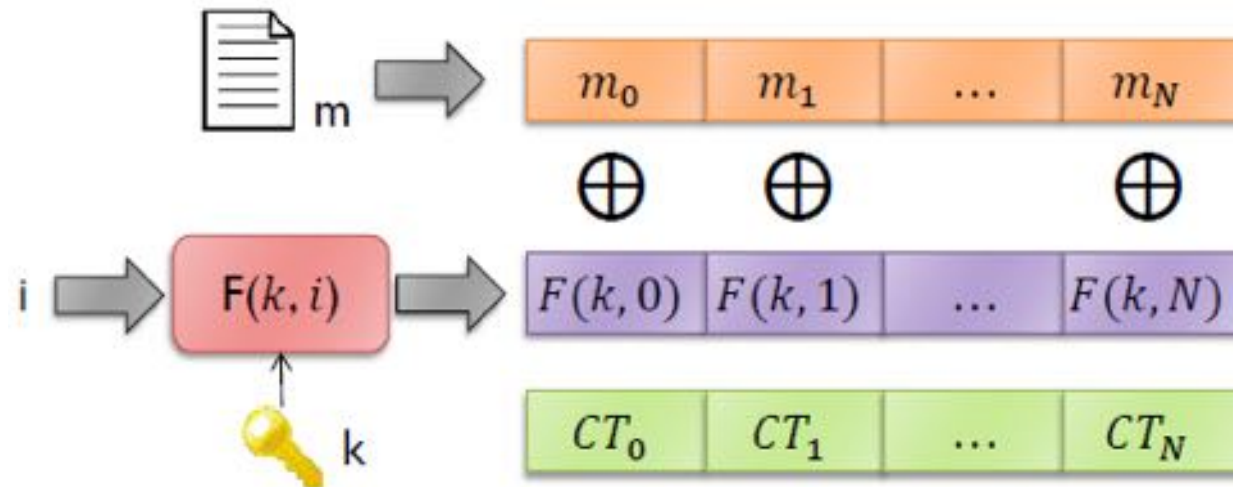 m
m₀ m₁ ... m_N
⊕ ⊕ ⊕
i F(k, i) F(k, 0) F(k, 1) ... F(k, N)
k
CT₀ CT₁ ... CT_N